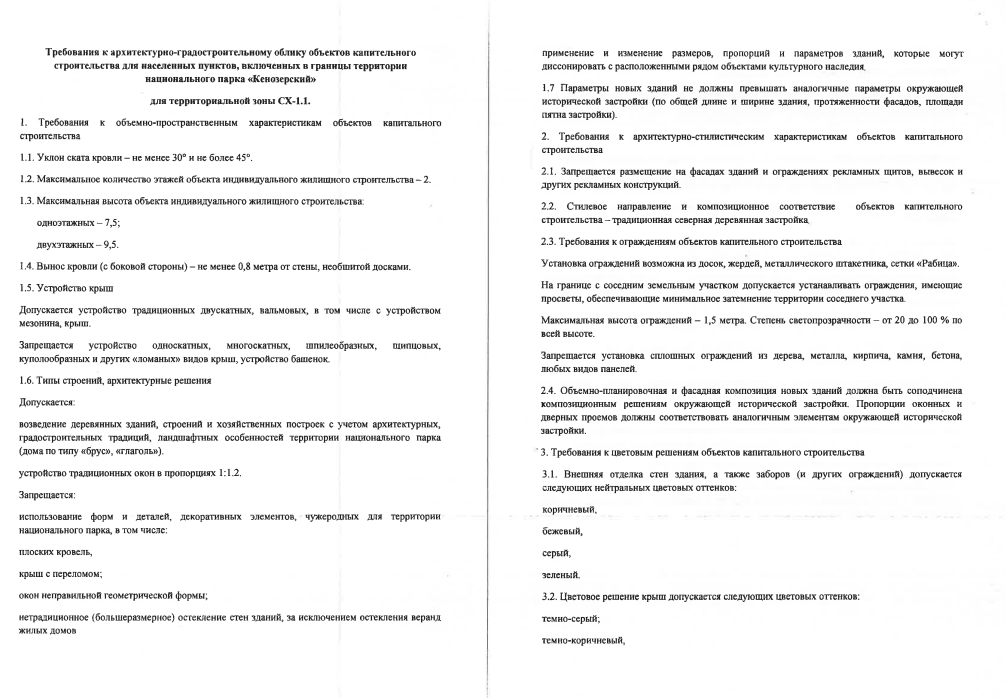 Требования к архитектурно-градостроительному облику объектов капительного
строительства для населенных пунктов, включенных в границы территории
национального парка «Кенозерский»
для территориальной зоны СХ-1.1.
1. Требования к объемно-пространственным характеристикам объектов капитального
строительства
1.1. Уклон ската кровли – не менее 30° и не более 45°.
1.2. Максимальное количество этажей объекта индивидуального жилищного строительства – 2.
1.3. Максимальная высота объекта индивидуального жилищного строительства:
одноэтажных – 7,5;
двухэтажных – 9,5.
1.4. Вынос кровли (с боковой стороны) – не менее 0,8 метра от стены, необшитой досками.
1.5. Устройство крыш
Допускается устройство традиционных двускатных, вальмовых, в том числе с устройством
мезонина, крыш.
Запрещается устройство односкатных, многоскатных, шпилеобразных, щипцовых,
куполообразных и других «ломаных» видов крыш, устройство башенок.
1.6. Типы строений, архитектурные решения
Допускается:
возведение деревянных зданий, строений и хозяйственных построек с учетом архитектурных,
градостроительных традиций, ландшафтных особенностей территории национального парка
(дома по типу «брус», «глаголь»).
устройство традиционных окон в пропорциях 1:1.2.
Запрещается:
использование форм и деталей, декоративных элементов, чужеродных для территории
национального парка, в том числе:
плоских кровель,
крыш с переломом;
окон неправильной геометрической формы;
нетрадиционное (большеразмерное) остекление стен зданий, за исключением остекления веранд
жилых домов
применение и изменение размеров, пропорций и параметров зданий, которые могут
диссонировать с расположенными рядом объектами культурного наследия.
1.7 Параметры новых зданий не должны превышать аналогичные параметры окружающей
исторической застройки (по общей длине и ширине здания, протяженности фасадов, площади
пятна застройки).
2. Требования к архитектурно-стилистическим характеристикам объектов капитального
строительства
2.1. Запрещается размещение на фасадах зданий и ограждениях рекламных щитов, вывесок и
других рекламных конструкций.
2.2. Стилевое направление и композиционное соответствие объектов капитального
строительства – традиционная северная деревянная застройка.
2.3. Требования к ограждениям объектов капитального строительства
Установка ограждений возможна из досок, жердей, металлического штакетника, сетки «Рабица».
На границе с соседним земельным участком допускается устанавливать ограждения, имеющие
просветы, обеспечивающие минимальное затемнение территории соседнего участка.
Максимальная высота ограждений – 1,5 метра. Степень светопрозрачности – от 20 до 100 % по
всей высоте.
Запрещается установка сплошных ограждений из дерева, металла, кирпича, камня, бетона,
любых видов панелей.
2.4. Объемно-планировочная и фасадная композиция новых зданий должна быть соподчинена
композиционным решениям окружающей исторической застройки. Пропорции оконных и
дверных проемов должны соответствовать аналогичным элементам окружающей исторической
застройки.
3. Требования к цветовым решениям объектов капитального строительства
3.1. Внешняя отделка стен здания, а также заборов (и других ограждений) допускается
следующих нейтральных цветовых оттенков:
коричневый,
бежевый,
серый,
зеленый.
3.2. Цветовое решение крыш допускается следующих цветовых оттенков:
темно-серый;
темно-коричневый,